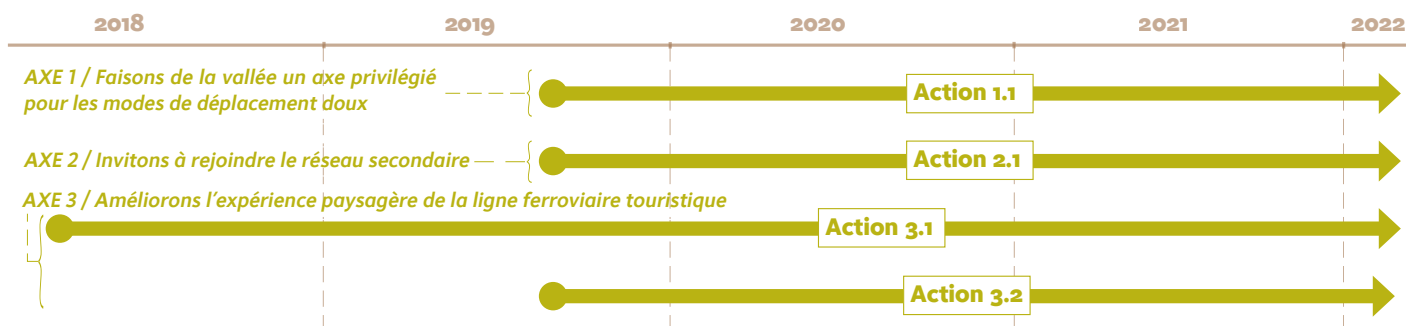 2018 2019 2020 2021 2022
AXE 1 / Faisons de la vallée un axe privilégié
pour les modes de déplacement doux
Action 1.1
AXE 2 / Invitons à rejoindre le réseau secondaire
Action 2.1
AXE 3 / Améliorons l’expérience paysagère de la ligne ferroviaire touristique
Action 3.1
Action 3.2